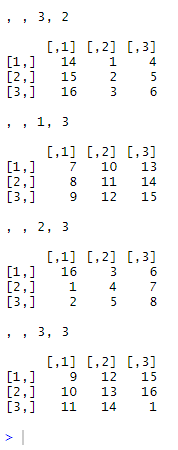 , , 3, 2
     [,1] [,2] [,3]
[1,]   14    1    4
[2,]   15    2    5
[3,]   16    3    6
, , 1, 3
     [,1] [,2] [,3]
[1,]    7   10   13
[2,]    8   11   14
[3,]    9   12   15
, , 2, 3
     [,1] [,2] [,3]
[1,]   16    3    6
[2,]    1    4    7
[3,]    2    5    8
, , 3, 3
     [,1] [,2] [,3]
[1,]    9   12   15
[2,]   10   13   16
[3,]   11   14    1
>